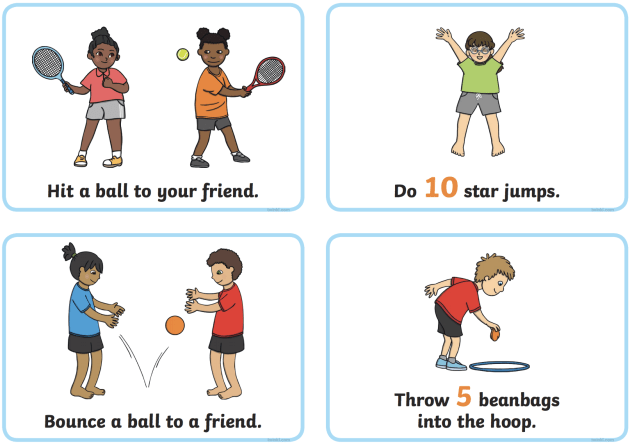 Hit a ball to your friend.
Do 10 star jumps.
Bounce a ball to a friend.
Throw 5 beanbags
into the hoop.